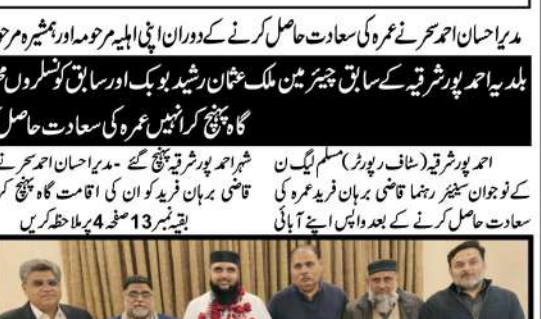 مدیر احسان احمد سحر نے عمرہ کی سعادت حاصل کرنے کے دوران اپنی اہلیہ مرحومہ اور ہمشیرہ
بلدیہ احمد پور شرقیہ کے سابق چیئرمین ملک عثمان رشید بوبک اور سابق کونسلروں
گاہ پہنچ کر انہیں عمرہ کی سعادت حاصل
احمد پور شرقیہ (سٹاف رپورٹر) مسلم لیگ ن
کے نوجوان سینئر رہنما قاضی برہان فرید عمرہ کی
سعادت حاصل کرنے کے بعد واپس اپنے آبائی
شہر احمد پور شرقیہ پہنچ گئے ۔ مدیر احسان احمد سحر نے
قاضی برہان فرید کو ان کی اقامت گاہ پہنچ کر
بقیہ نمبر 13 صفحہ 4 پر ملاحظہ کریں